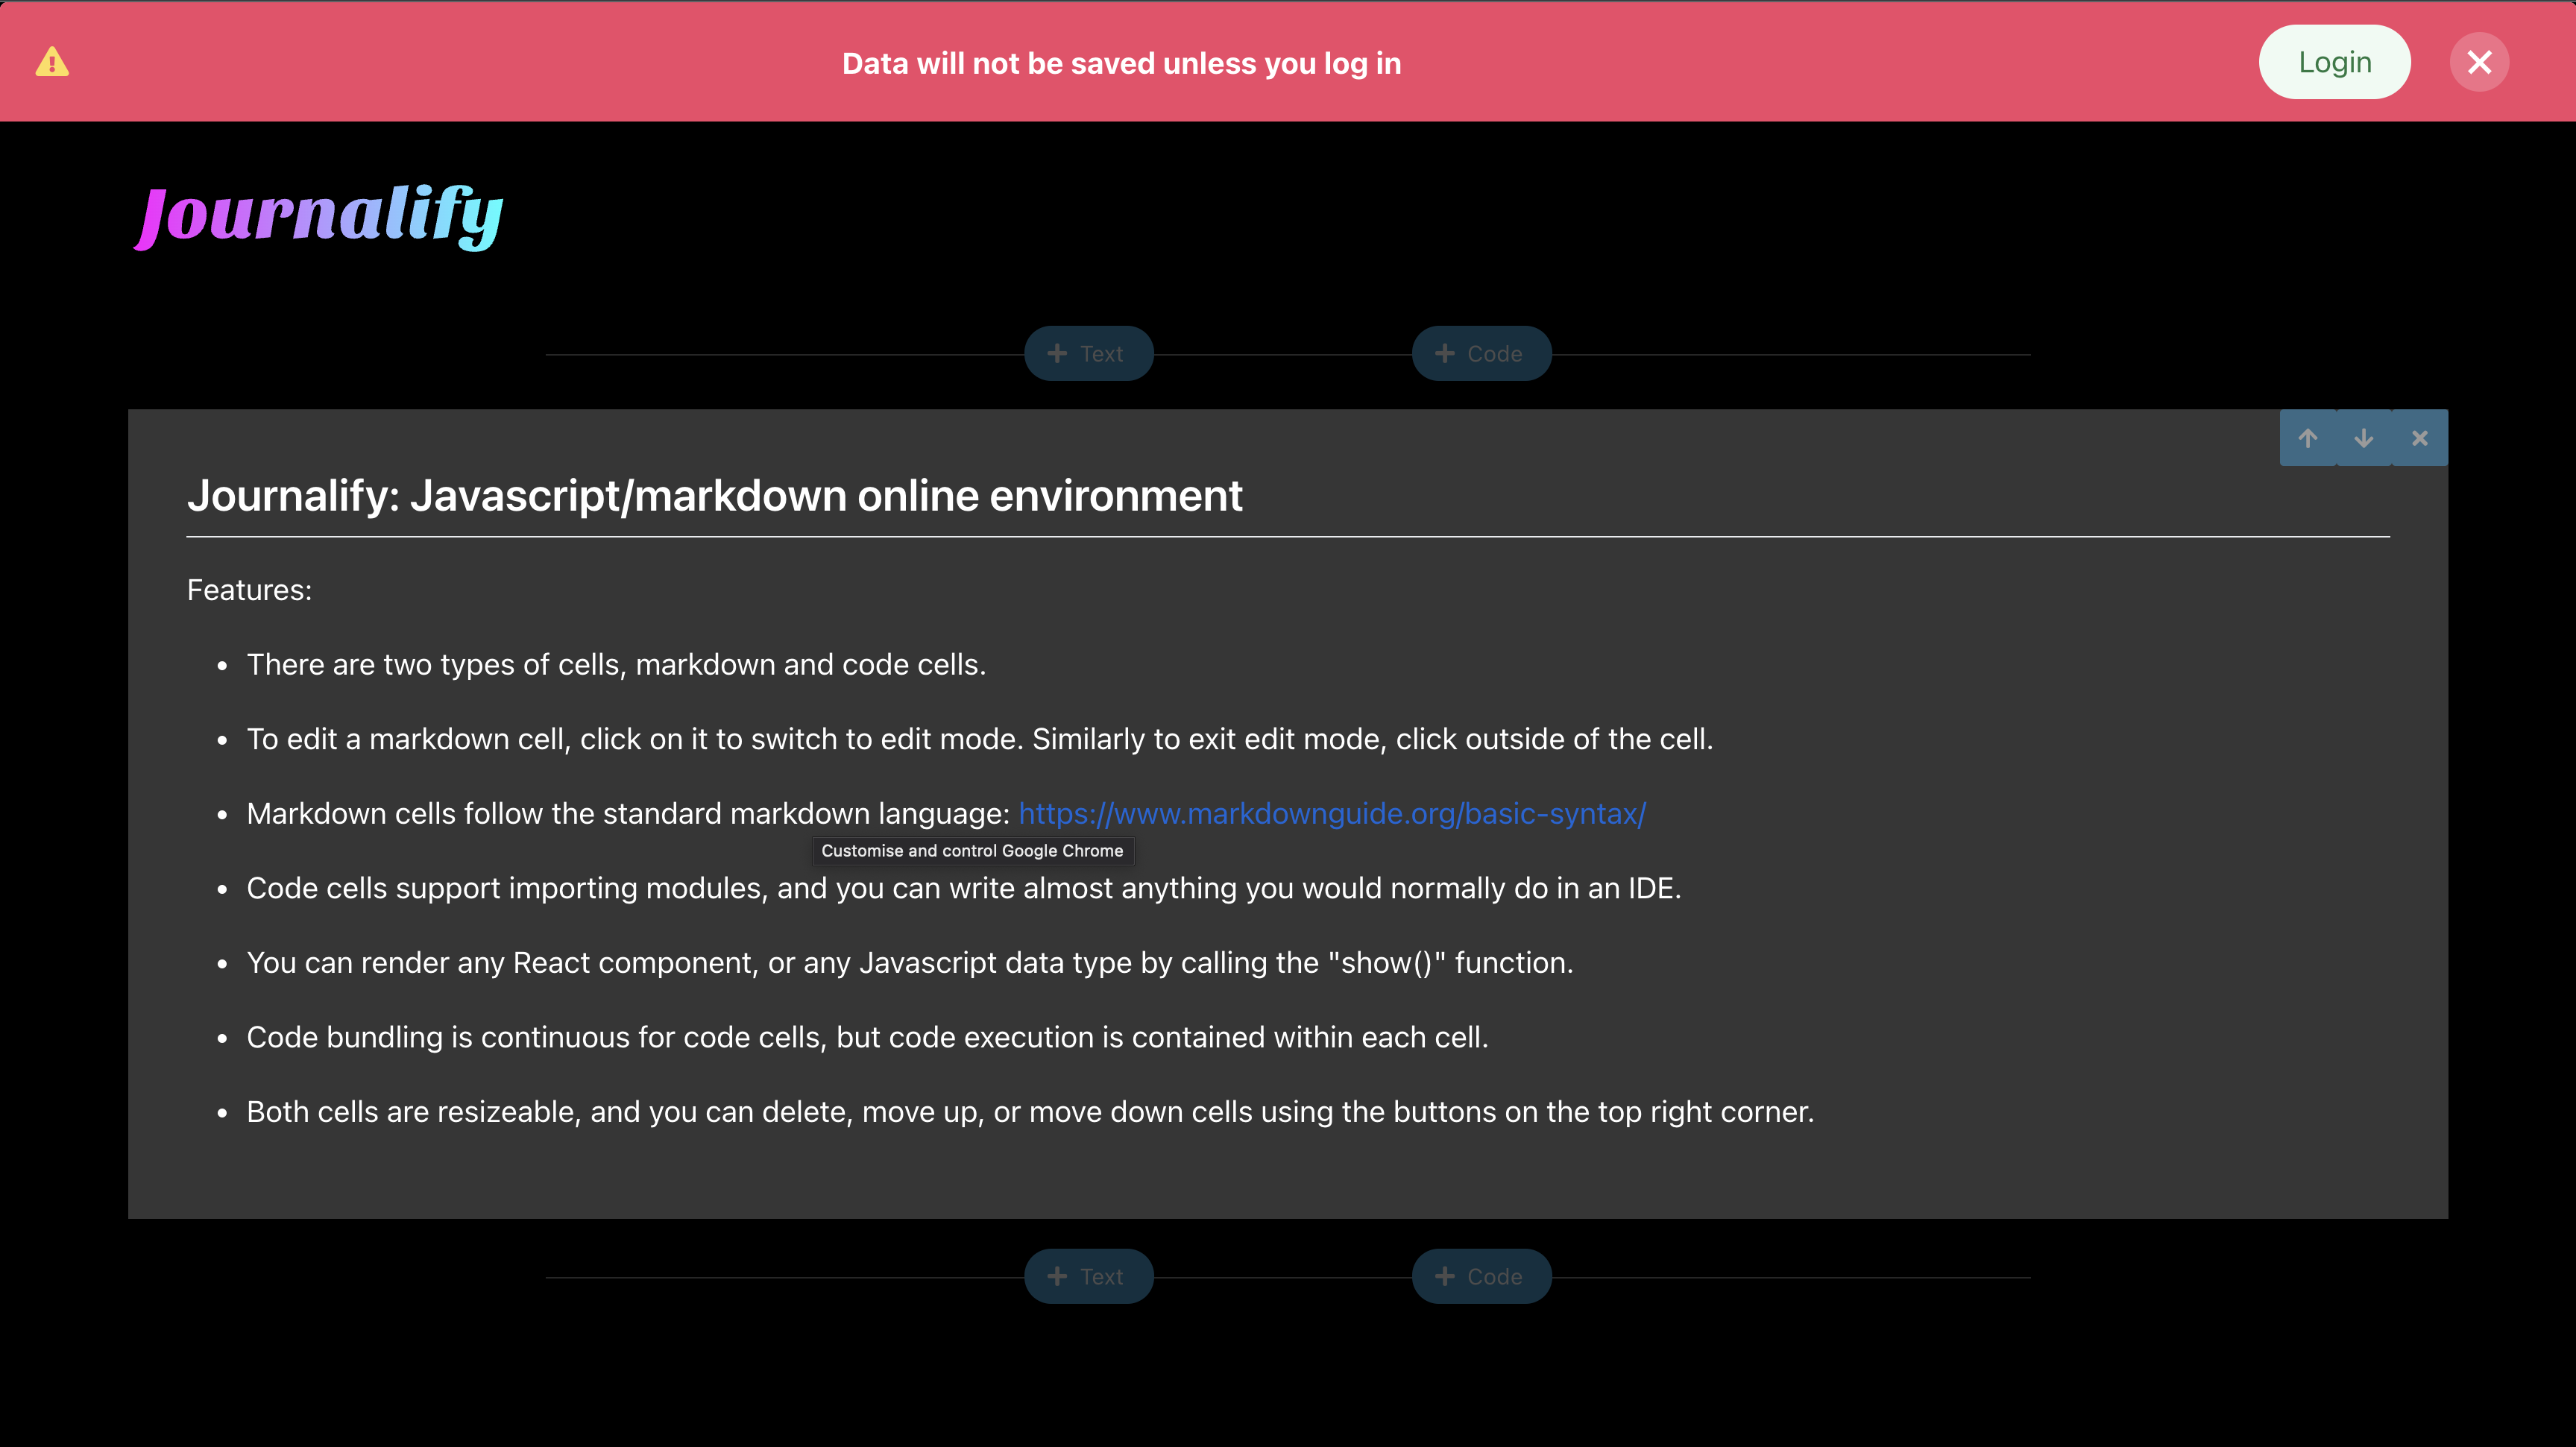 Data will not be saved unless you log in
Login
Journalify
Text
Code
Journalify: Javascript/markdown online environment
Features:
There are two types of cells, markdown and code cells.
To edit a markdown cell, click on it to switch to edit mode. Similarly to exit edit mode, click outside of the cell.
Markdown cells follow the standard markdown language: https://www.markdownguide.org/basic-syntax/
Customise and control Google Chrome
Code cells support importing modules, and you can write almost anything you would normally do in an IDE.
You can render any React component, or any Javascript data type by calling the "show()" function.
Code bundling is continuous for code cells, but code execution is contained within each cell.
Both cells are resizeable, and you can delete, move up, or move down cells using the buttons on the top right corner.
Text
Code